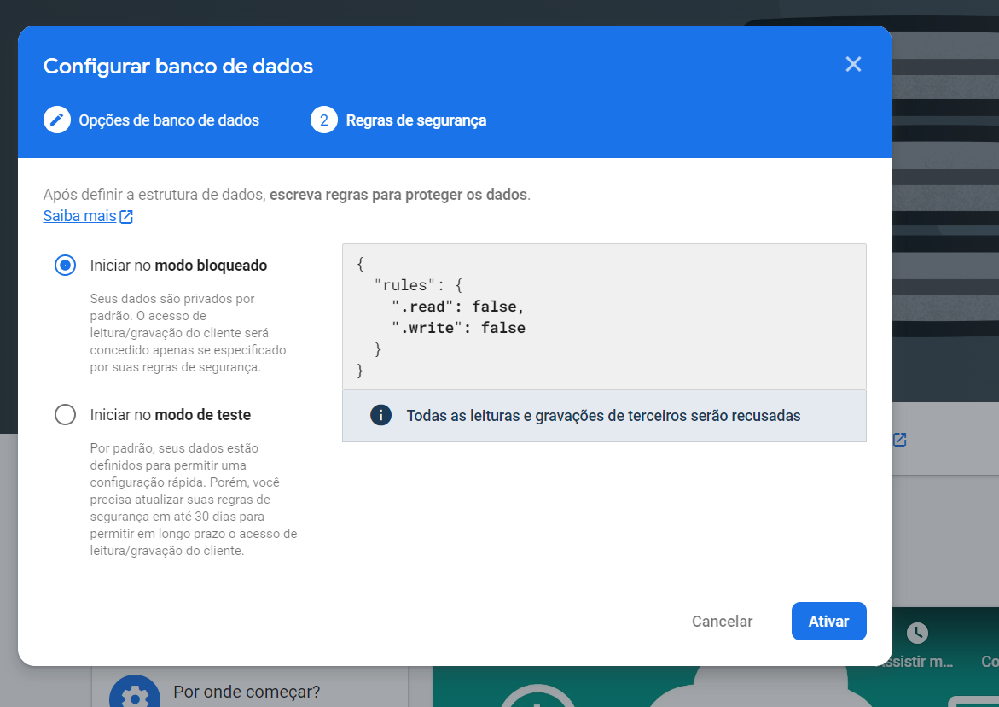 Configurar banco de dados
Opções de banco de dados
2 Regras de segurança
Após definir a estrutura de dados, escreva regras para proteger os dados.
Saiba mais
Iniciar no modo bloqueado
Seus dados são privados por
padrão. O acesso de
leitura/gravação do cliente será
concedido apenas se especificado
por suas regras de segurança.
Iniciar no modo de teste
Por padrão, seus dados estão
definidos para permitir uma
configuração rápida. Porém, você
precisa atualizar suas regras de
segurança em até 30 dias para
permitir em longo prazo o acesso de
leitura/gravação do cliente.
{
"rules": {
".read": false,
".write": false
}
}
Todas as leituras e gravações de terceiros serão recusadas
Cancelar
Ativar
ssistir m...
Co
Por onde começar?